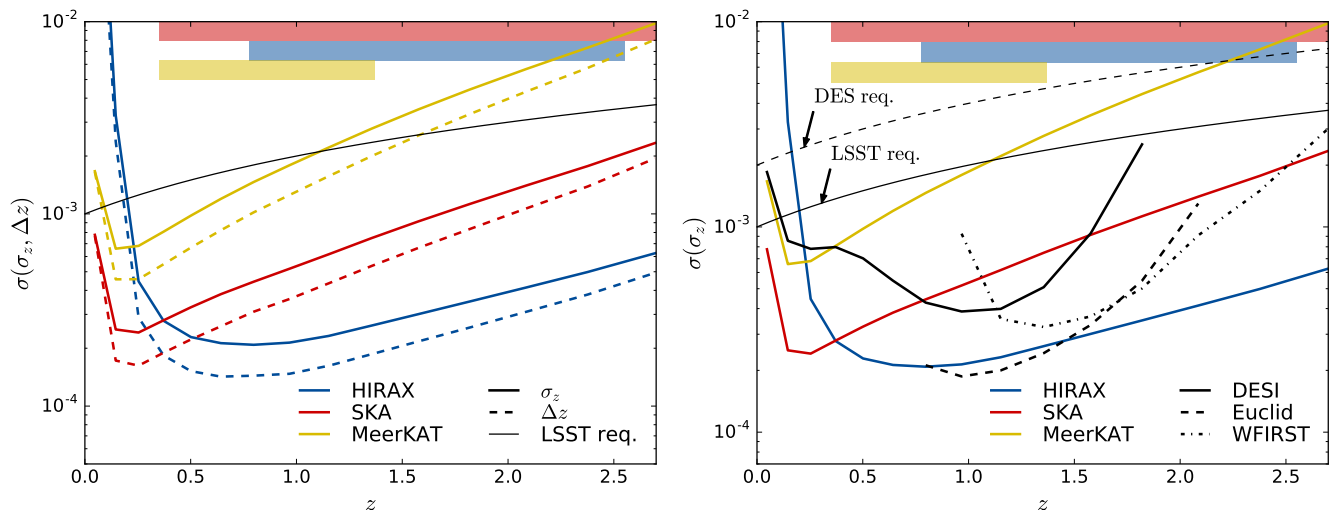 10⁻²
10⁻³
10⁻⁴
σ(σ_z, Δz)
0.0 0.5 1.0 1.5 2.0 2.5
z
HIRAX
SKA
MeerKAT
σ_z
Δz
LSST req.
10⁻²
10⁻³
10⁻⁴
σ(σ_z)
DES req.
LSST req.
0.0 0.5 1.0 1.5 2.0 2.5
z
HIRAX
SKA
MeerKAT
DESI
Euclid
WFIRST